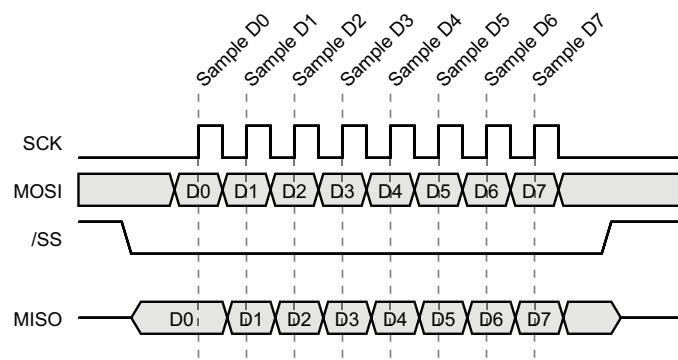 Sample D0 Sample D1 Sample D2 Sample D3 Sample D4 Sample D5 Sample D6 Sample D7
SCK
MOSI D0 D1 D2 D3 D4 D5 D6 D7
/SS
MISO D0 D1 D2 D3 D4 D5 D6 D7